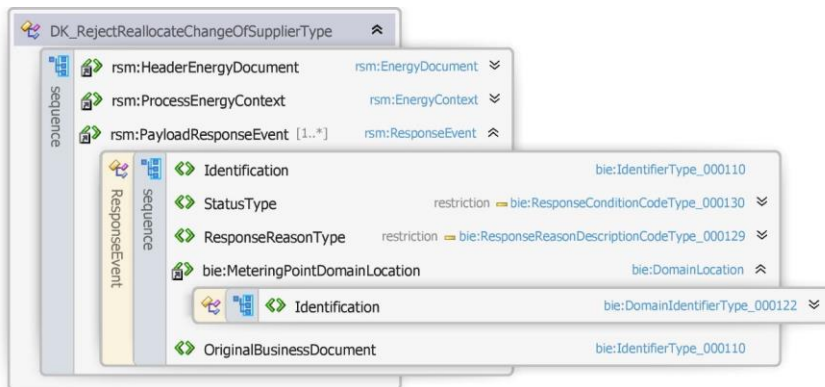 DK_RejectReallocateChangeOfSupplierType
sequence
rsm:HeaderEnergyDocument rsm:EnergyDocument
rsm:ProcessEnergyContext rsm:EnergyContext
rsm:PayloadResponseEvent [1..*] rsm:ResponseEvent
ResponseEvent
sequence
Identification bie:IdentifierType_000110
StatusType restriction bie:ResponseConditionCodeType_000130
ResponseReasonType restriction bie:ResponseReasonDescriptionCodeType_000129
bie:MeteringPointDomainLocation bie:DomainLocation
Identification bie:DomainIdentifierType_000122
OriginalBusinessDocument bie:IdentifierType_000110